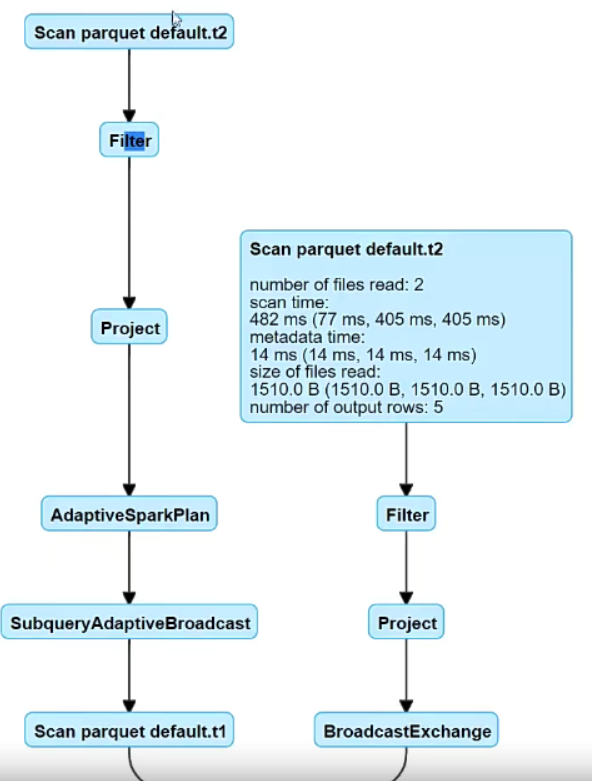 Scan parquet default.t2
Filter
Project
AdaptiveSparkPlan
SubqueryAdaptiveBroadcast
Scan parquet default.t1
Scan parquet default.t2
number of files read: 2
scan time:
482 ms (77 ms, 405 ms, 405 ms)
metadata time:
14 ms (14 ms, 14 ms, 14 ms)
size of files read:
1510.0 B (1510.0 B, 1510.0 B, 1510.0 B)
number of output rows: 5
Filter
Project
BroadcastExchange